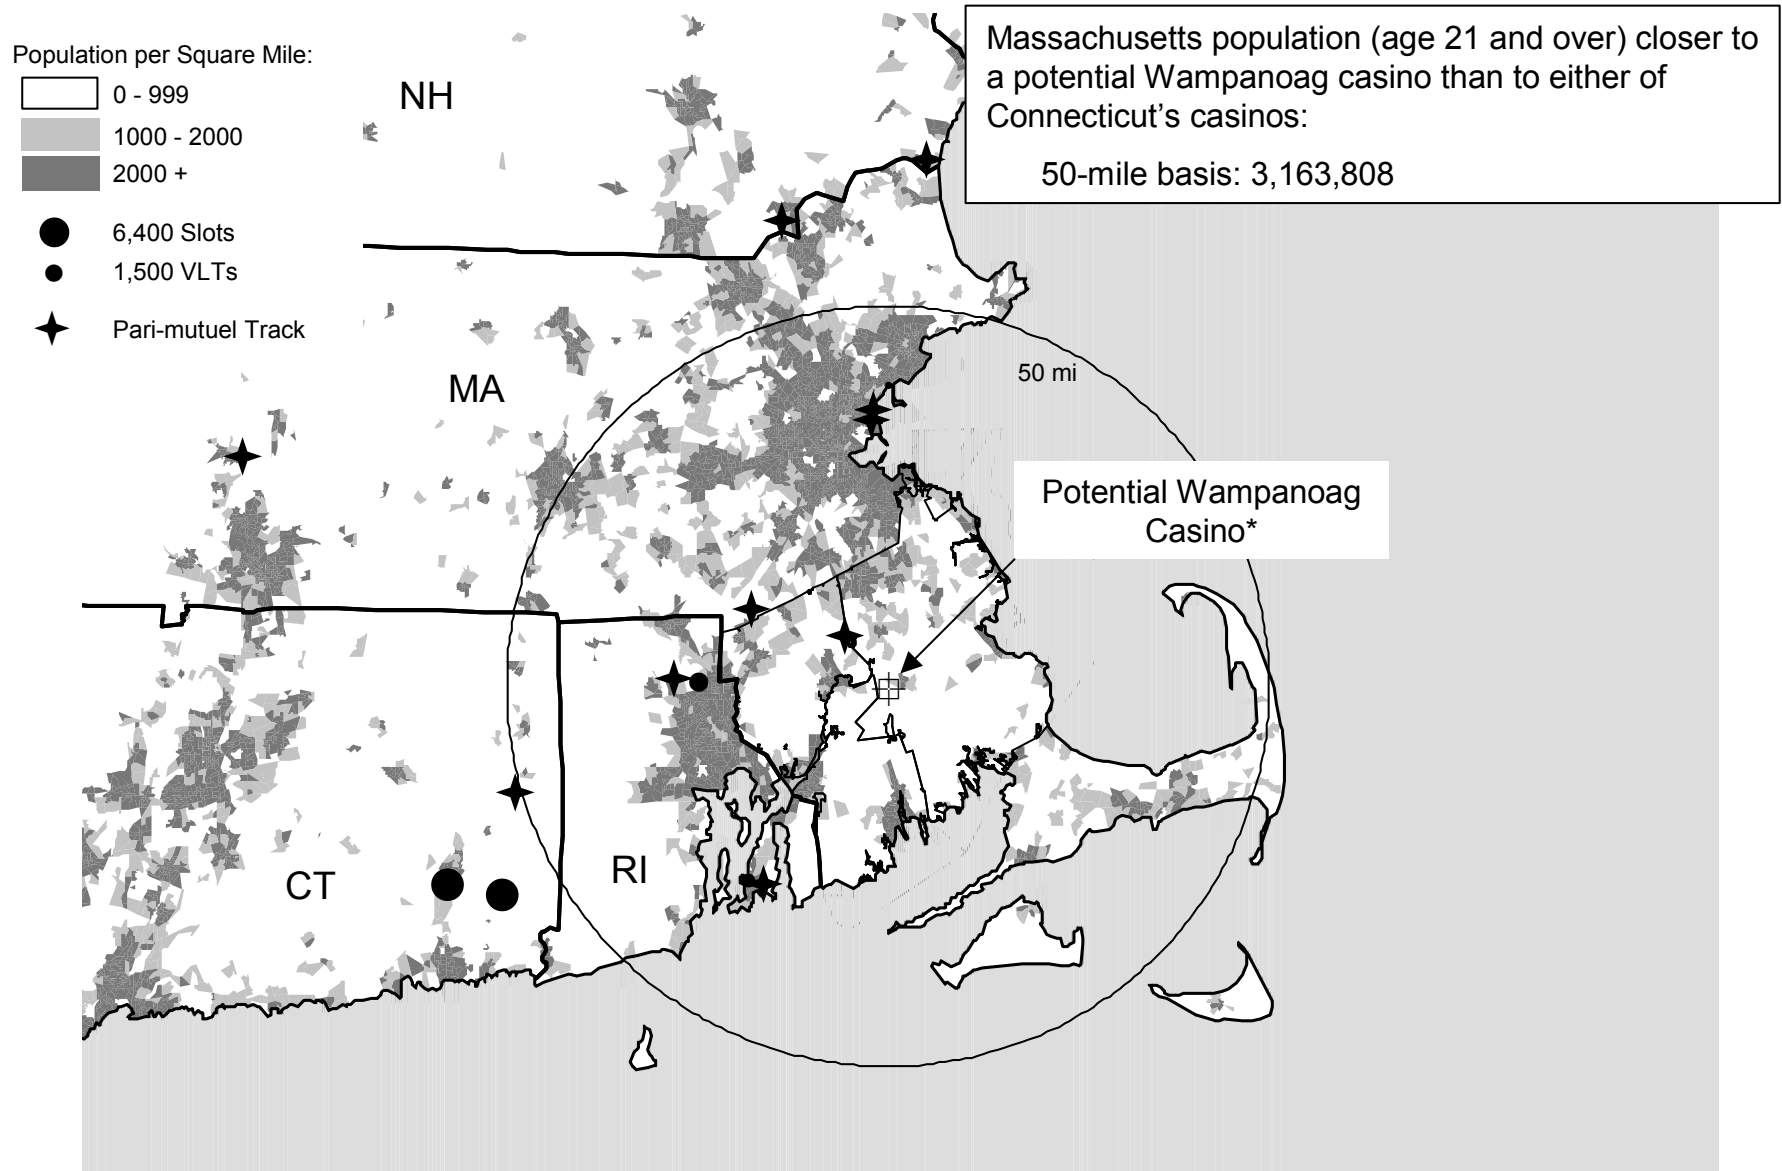 Population per Square Mile:
0 - 999
1000 - 2000
2000 +
6,400 Slots
1,500 VLTs
Pari-mutuel Track
NH
MA
CT
RI
Massachusetts population (age 21 and over) closer to
a potential Wampanoag casino than to either of
Connecticut's casinos:
50-mile basis: 3,163,808
50 mi
Potential Wampanoag
Casino*